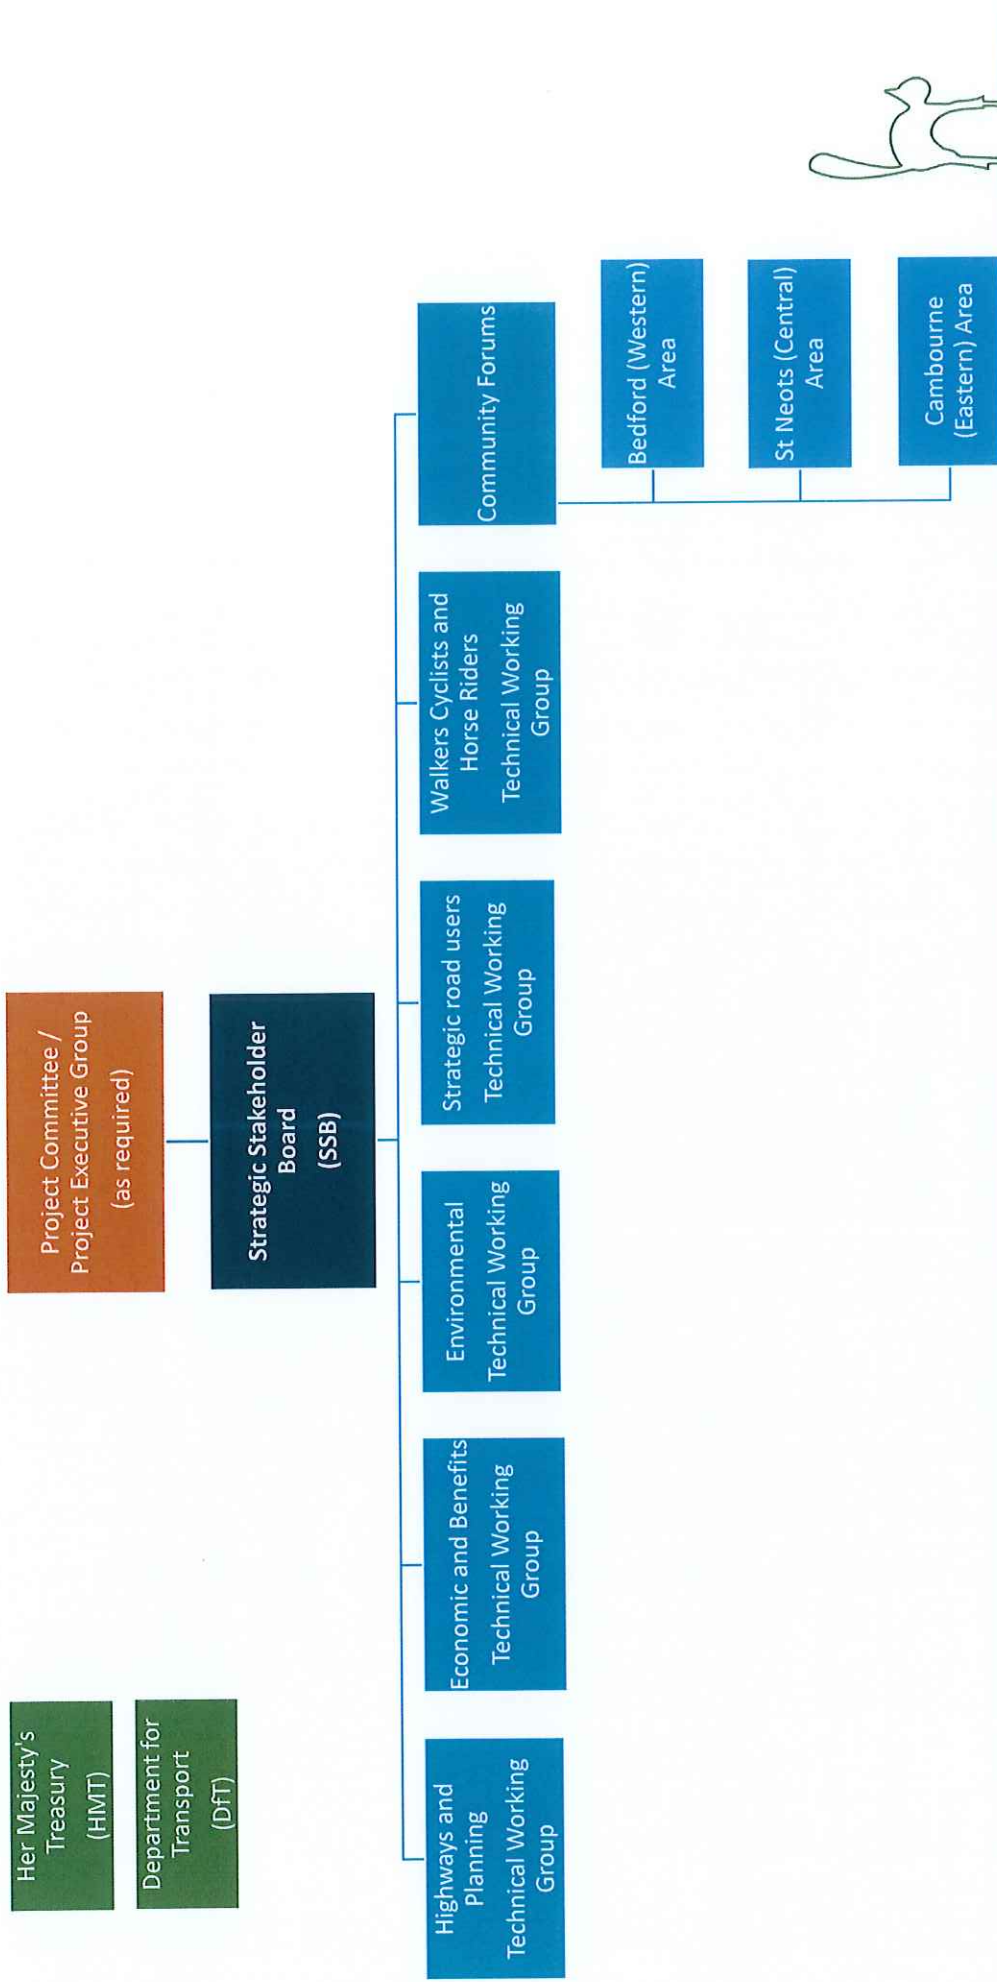 Her Majesty's
Treasury
(HMT)
Department for
Transport
(DfT)
Project Committee /
Project Executive Group
(as required)
Strategic Stakeholder
Board
(SSB)
Highways and
Planning
Technical Working
Group
Economic and Benefits
Technical Working
Group
Environmental
Technical Working
Group
Strategic road users
Technical Working
Group
Walkers Cyclists and
Horse Riders
Technical Working
Group
Community Forums
Bedford (Western)
Area
St Neots (Central)
Area
Cambourne
(Eastern) Area